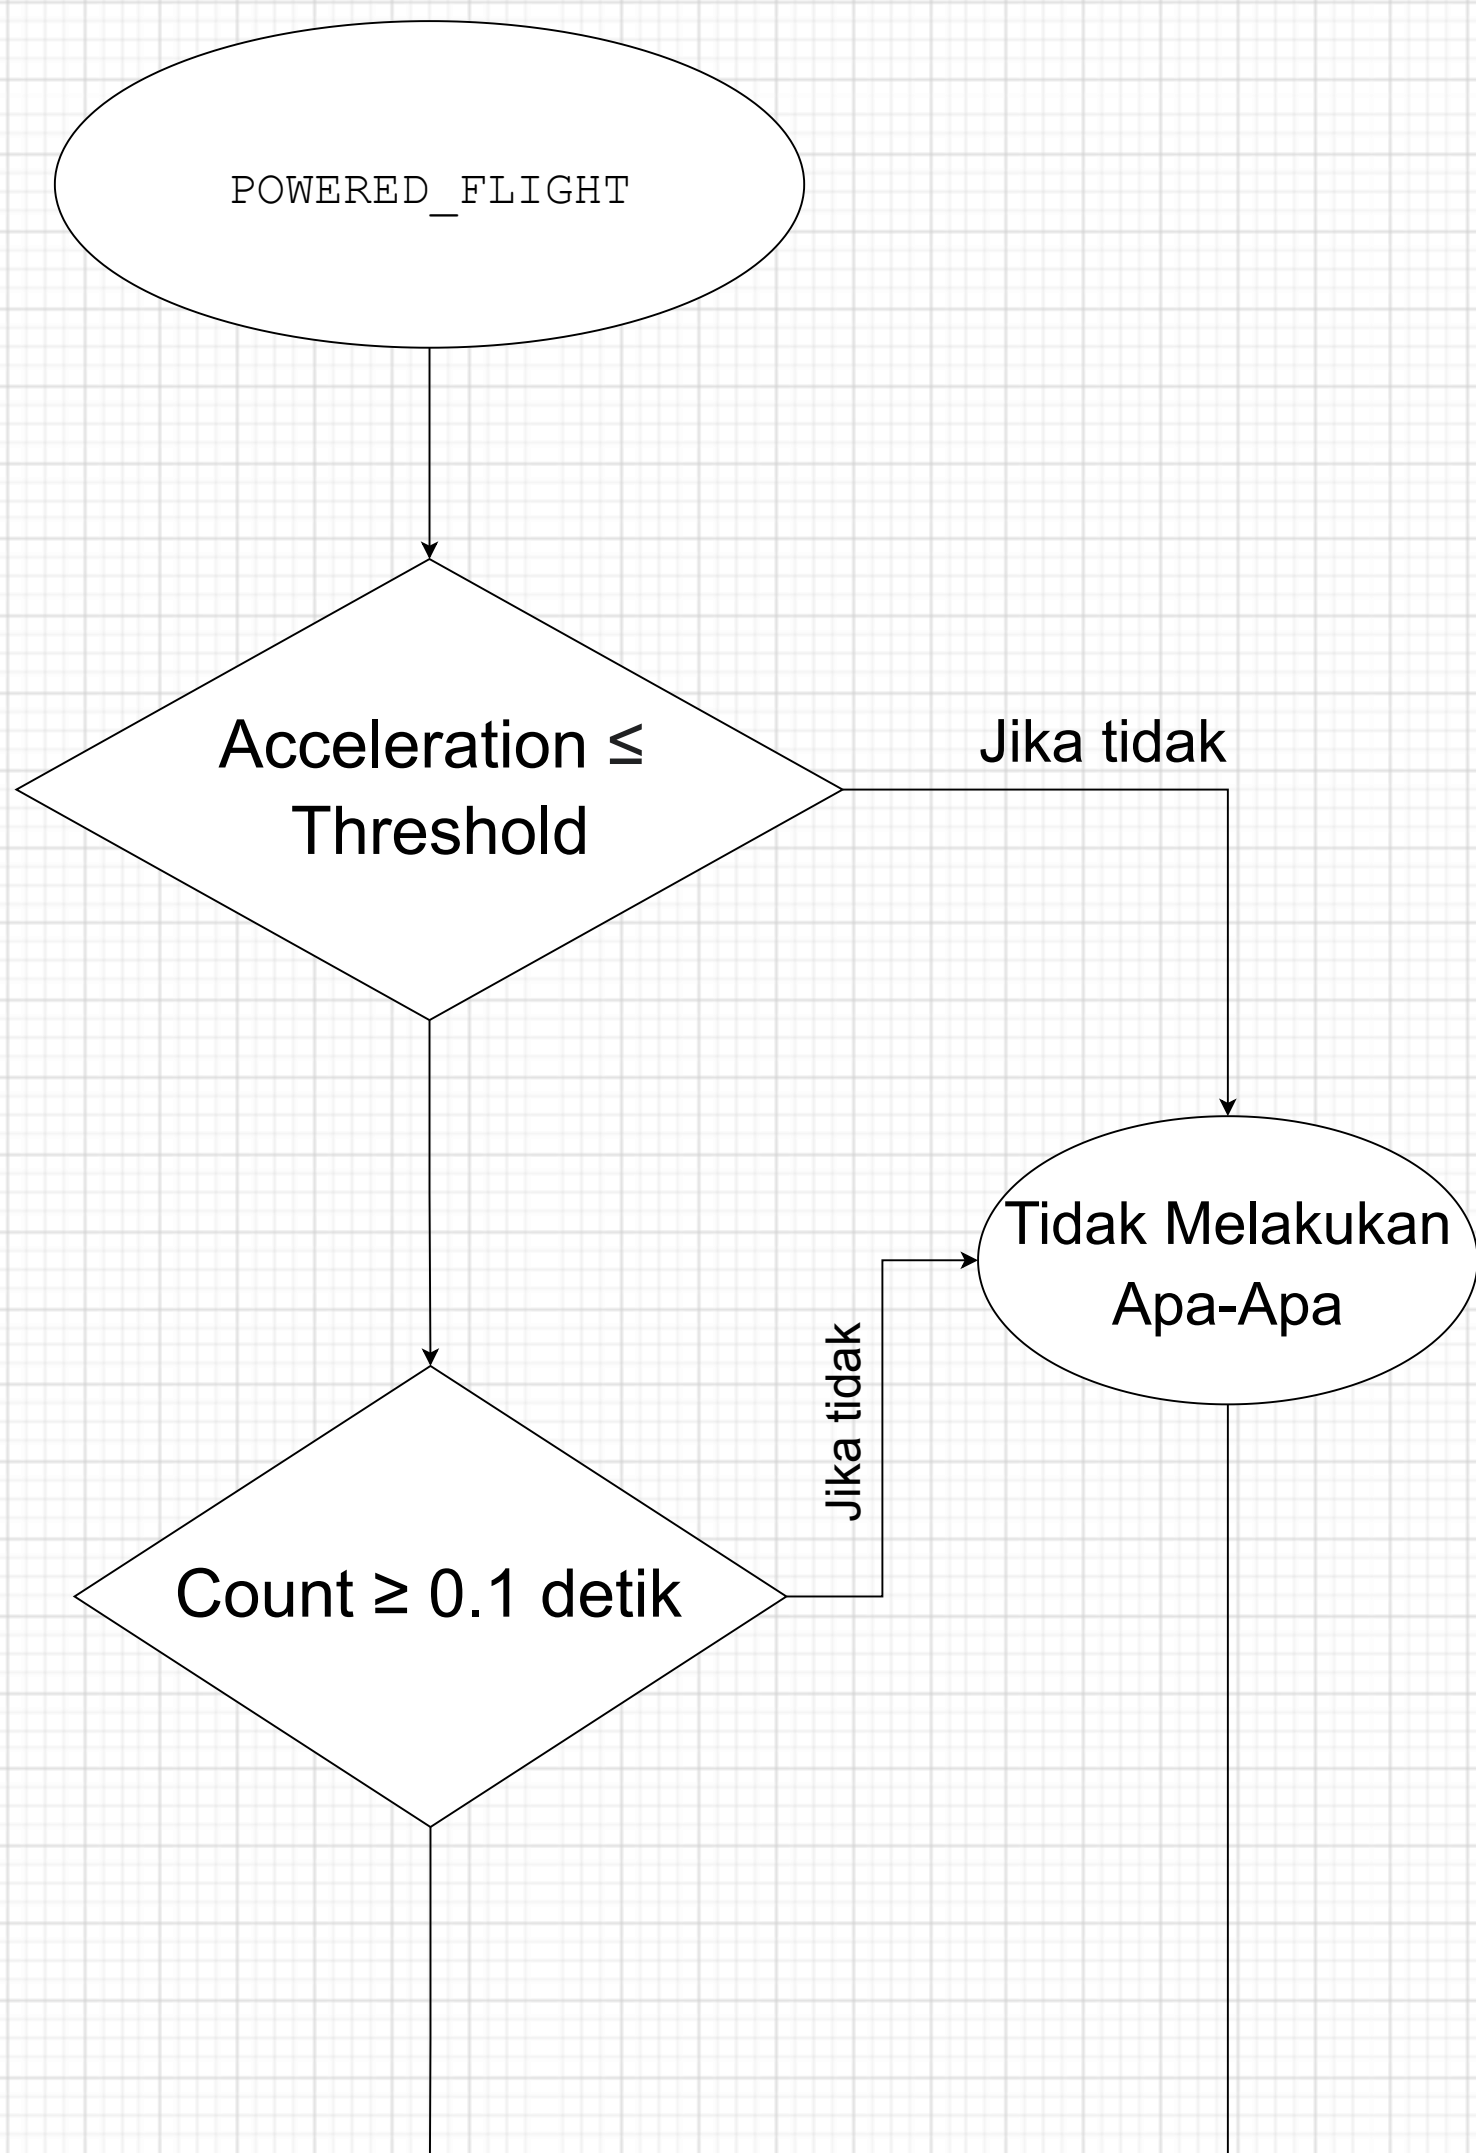 POWERED_FLIGHT
Acceleration ≤
Threshold
Jika tidak
Tidak Melakukan
Apa-Apa
Jika tidak
Count ≥ 0.1 detik